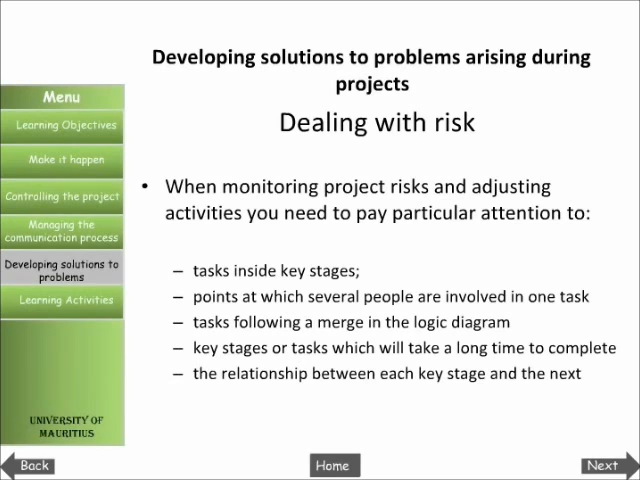 Developing solutions to problems arising during
projects
Dealing with risk
Menu
Learning Objectives
Make it happen
Controlling the project
Managing the
communication process
Developing solutions to
problems
Learning Activities
UNIVERSITY OF
MAURITIUS
• When monitoring project risks and adjusting
activities you need to pay particular attention to:
– tasks inside key stages;
– points at which several people are involved in one task
– tasks following a merge in the logic diagram
– key stages or tasks which will take a long time to complete
– the relationship between each key stage and the next
Back
Home
Next